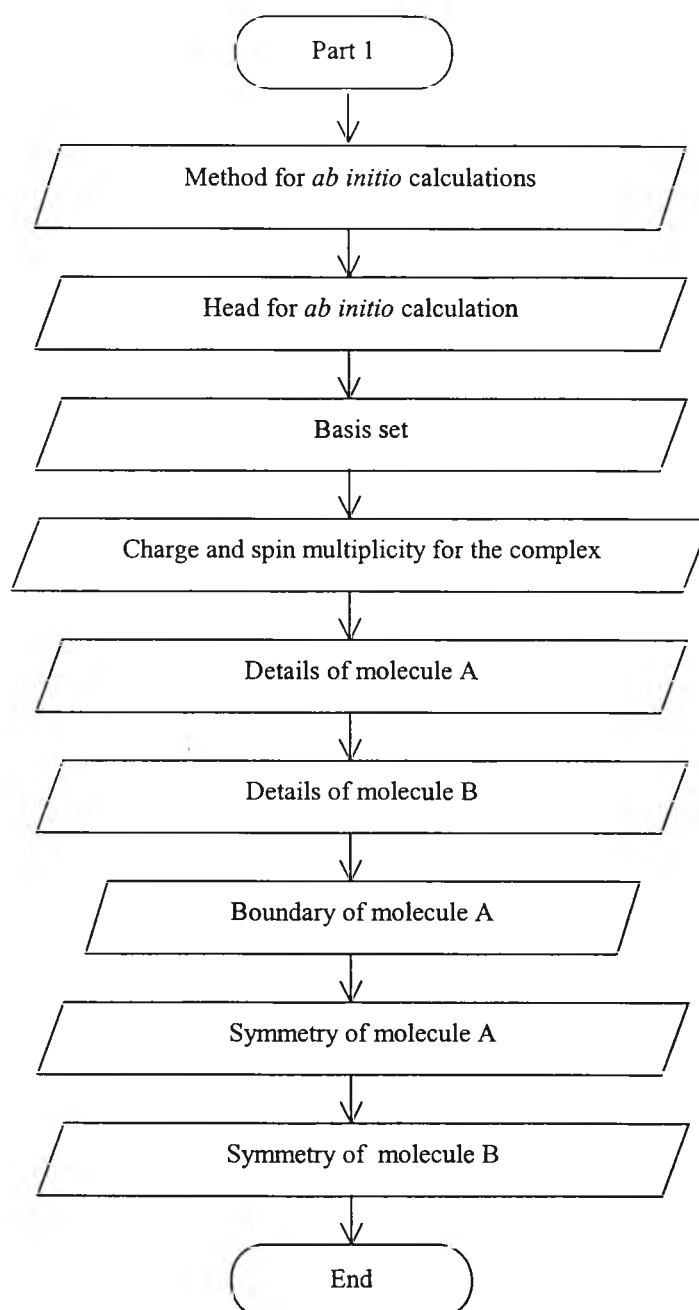 Part 1
Method for ab initio calculations
Head for ab initio calculation
Basis set
Charge and spin multiplicity for the complex
Details of molecule A
Details of molecule B
Boundary of molecule A
Symmetry of molecule A
Symmetry of molecule B
End